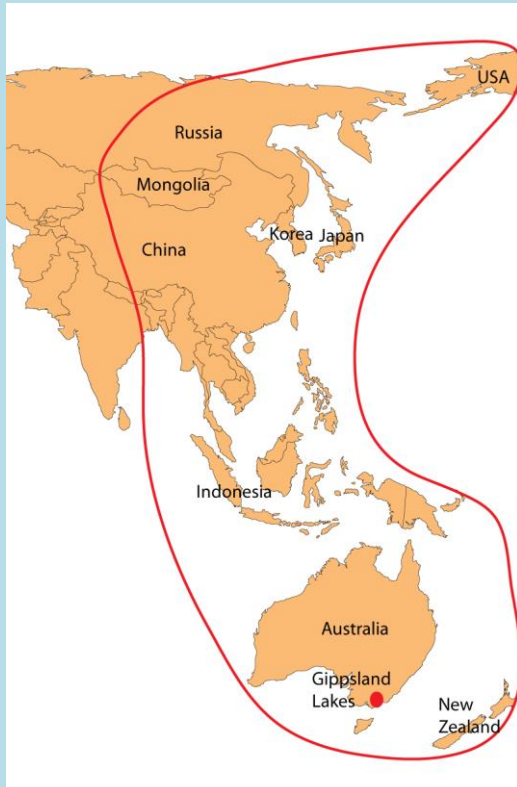 USA
Russia
Mongolia
Korea Japan
China
Indonesia
Australia
Gippsland
Lakes
New
Zealand